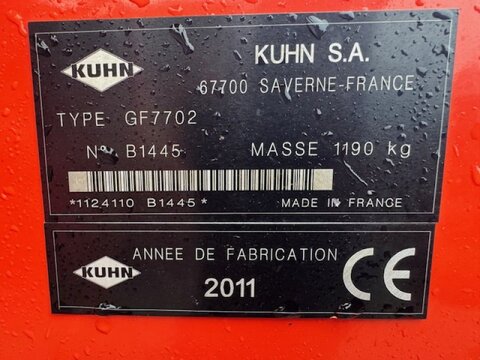 KUHN
KUHN S.A.
67700 SAVERNE-FRANCE
TYPE GF7702
N° B1445 MASSE 1190 kg
*1124110 B1445* MADE IN FRANCE
KUHN
ANNEE DE FABRICATION
2011
CE